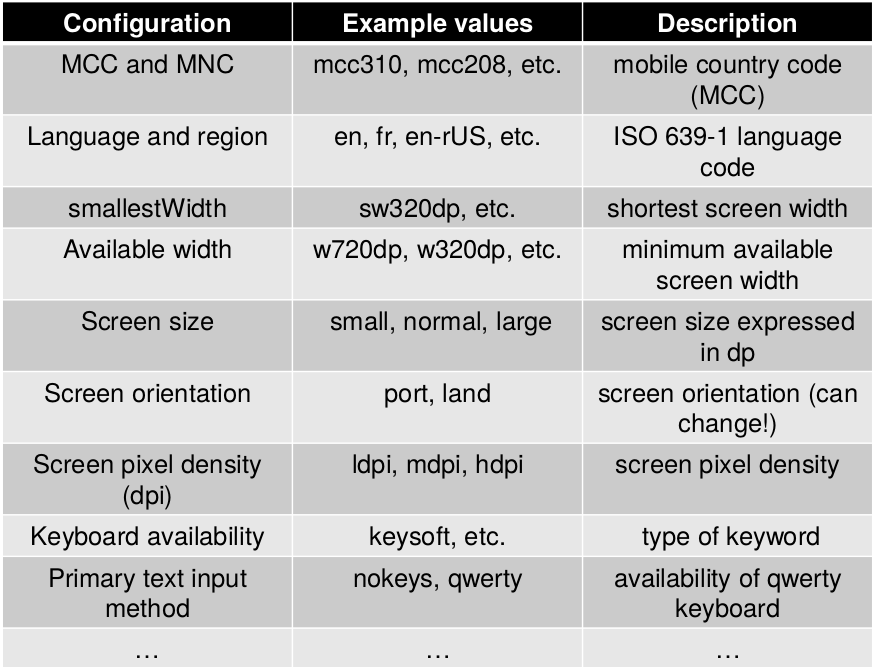 Configuration Example values Description
MCC and MNC mcc310, mcc208, etc. mobile country code
(MCC)
Language and region en, fr, en-rUS, etc. ISO 639-1 language
code
smallestWidth sw320dp, etc. shortest screen width
Available width w720dp, w320dp, etc. minimum available
screen width
Screen size small, normal, large screen size expressed
in dp
Screen orientation port, land screen orientation (can
change!)
Screen pixel density ldpi, mdpi, hdpi screen pixel density
(dpi)
Keyboard availability keysoft, etc. type of keyword
Primary text input nokeys, qwerty availability of qwerty
method keyboard
… … …